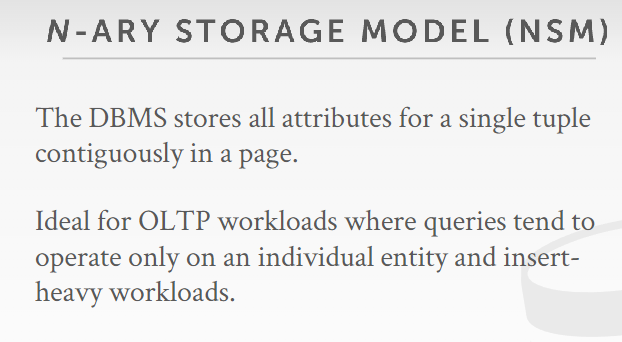 N-ARY STORAGE MODEL (NSM)
The DBMS stores all attributes for a single tuple
contiguously in a page.
Ideal for OLTP workloads where queries tend to
operate only on an individual entity and insert-
heavy workloads.